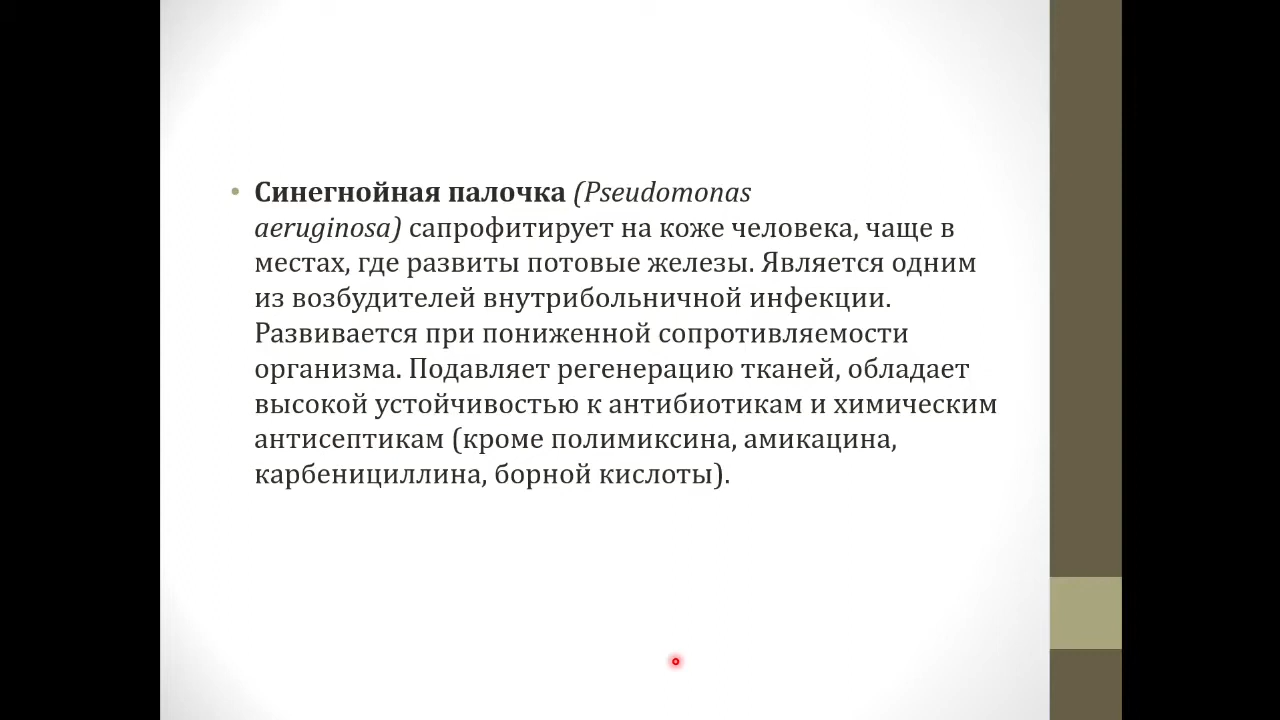 • Синегнойная палочка (Pseudomonas
aeruginosa) сапрофитирует на коже человека, чаще в
местах, где развиты потовые железы. Является одним
из возбудителей внутрибольничной инфекции.
Развивается при пониженной сопротивляемости
организма. Подавляет регенерацию тканей, обладает
высокой устойчивостью к антибиотикам и химическим
антисептикам (кроме полимиксина, амикацина,
карбенициллина, борной кислоты).